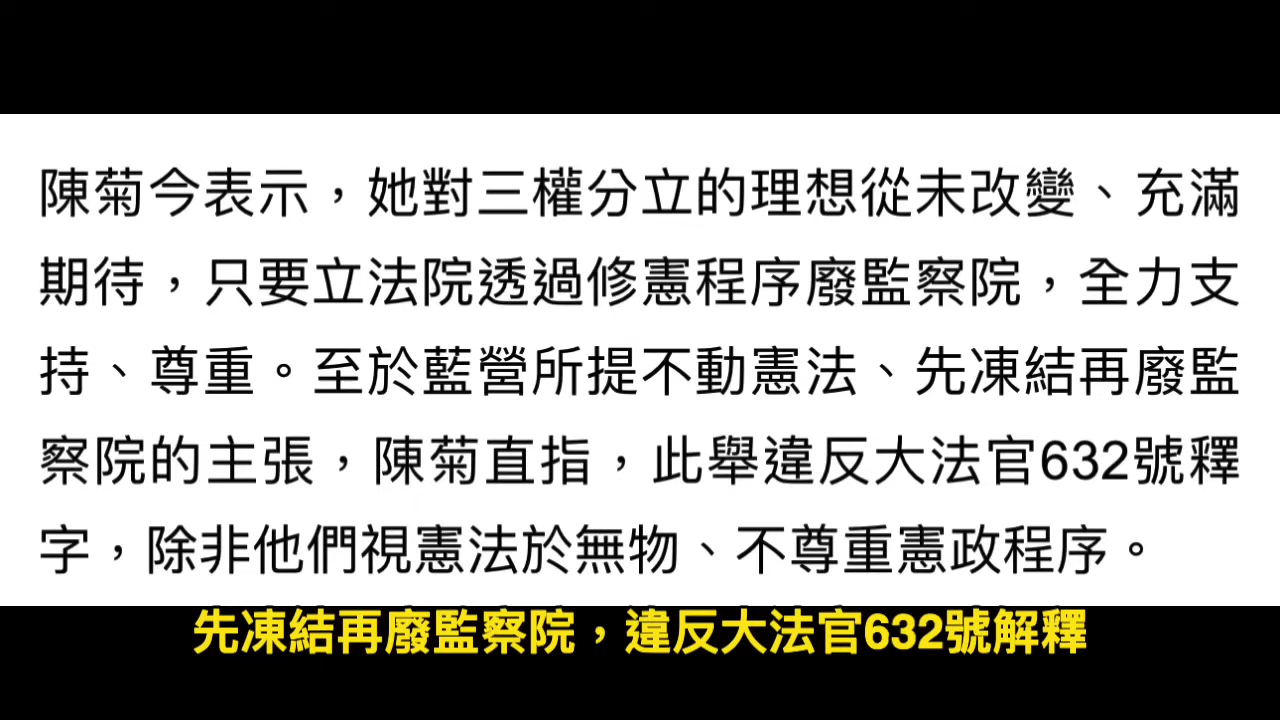 陳菊今表示，她對三權分立的理想從未改變、充滿
期待，只要立法院透過修憲程序廢監察院，全力支
持、尊重。至於藍營所提不動憲法、先凍結再廢監
察院的主張，陳菊直指，此舉違反大法官632號釋
字，除非他們視憲法於無物、不尊重憲政程序。
先凍結再廢監察院，違反大法官632號解釋